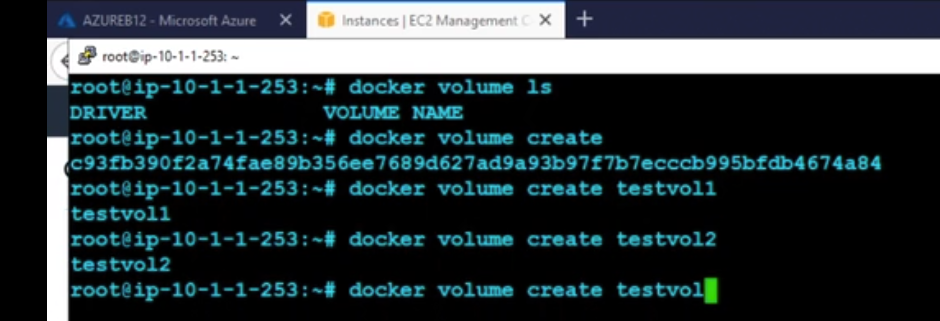 AZUREB12 - Microsoft Azure
Instances | EC2 Management C
root@ip-10-1-1-253: ~
root@ip-10-1-1-253:~# docker volume ls
DRIVER VOLUME NAME
root@ip-10-1-1-253:~# docker volume create
c93fb390f2a74fae89b356ee7689d627ad9a93b97f7b7ecccb995bfdb4674a84
root@ip-10-1-1-253:~# docker volume create testvol1
testvol1
root@ip-10-1-1-253:~# docker volume create testvol2
testvol2
root@ip-10-1-1-253:~# docker volume create testvol